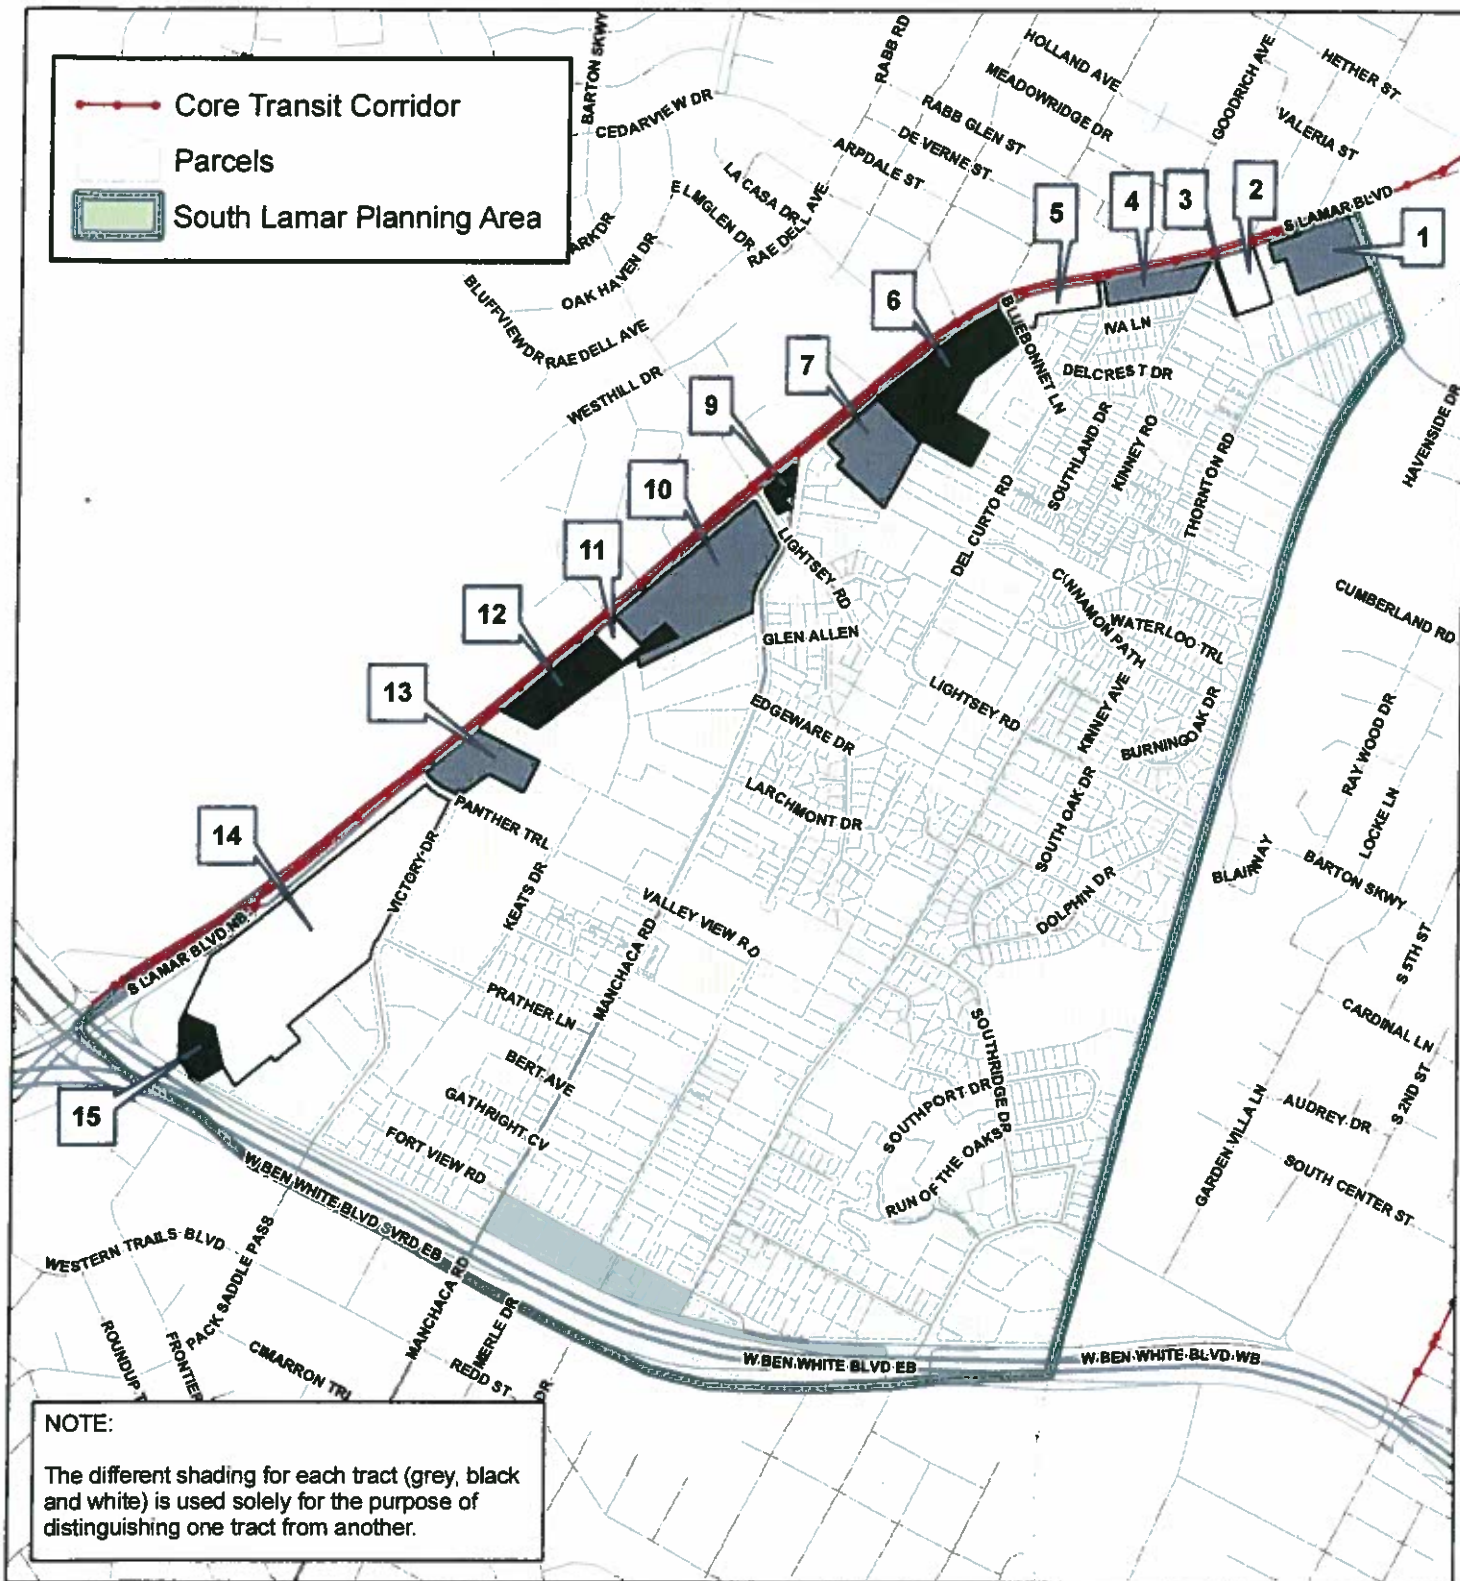 Core Transit Corridor
Parcels
South Lamar Planning Area
BARTON SKWY
CEDARVIEW DR
RABB RD
HOLLAND AVE
MEADOWRIDGE DR
GOODRICH AVE
HETHER ST
VALERIA ST
RABB GLEN ST
DE VERNE ST
ARPDALE ST
LA CASA DR
ELMGLEN DR
RAE DELL AVE
OAK HAVEN DR
BLUFFVIEW DR
RAE DELL AVE
WESTHILL DR
5
4
3
2
1
S LAMAR BLVD
6
7
9
10
11
12
13
14
15
BLUEBONNET LN
IVA LN
DELCREST DR
SOUTHLAND DR
KINNEY RD
THORNTON RD
HAVENSIDE DR
DEL CURTO RD
LIGHTSEY RD
CINNAMON PATH
WATERLOO TRL
CUMBERLAND RD
GLEN ALLEN
LIGHTSEY RD
KINNEY AVE
BURNING OAK DR
RAY WOOD DR
EDGEWARE DR
LARCHMONT DR
SOUTH OAK DR
LOCKE LN
PANTHER TRL
VICTORY DR
KEATS DR
VALLEY VIEW RD
DOLPHIN DR
BLAIRWAY
BARTON SKWY
S 5TH ST
S LAMAR BLVD NB
MANCHACA RD
PRATHER LN
BERT AVE
GATHRIGHT CV
FORT VIEW RD
SOUTHRIDGE DR
SOUTHPORT DR
RUN OF THE OAKS
CARDINAL LN
S 2ND ST
AUDREY DR
GARDEN VILLA LN
SOUTH CENTER ST
W BEN WHITE BLVD SVRD EB
WESTERN TRAILS BLVD
PACK SADDLE PASS
MANCHACA RD
REDD ST
MERLE DR
CIMARRON TRL
FRONTIER
ROUNDUP T
DR
W BEN WHITE BLVD EB
W BEN WHITE BLVD WB
NOTE:
The different shading for each tract (grey, black
and white) is used solely for the purpose of
distinguishing one tract from another.